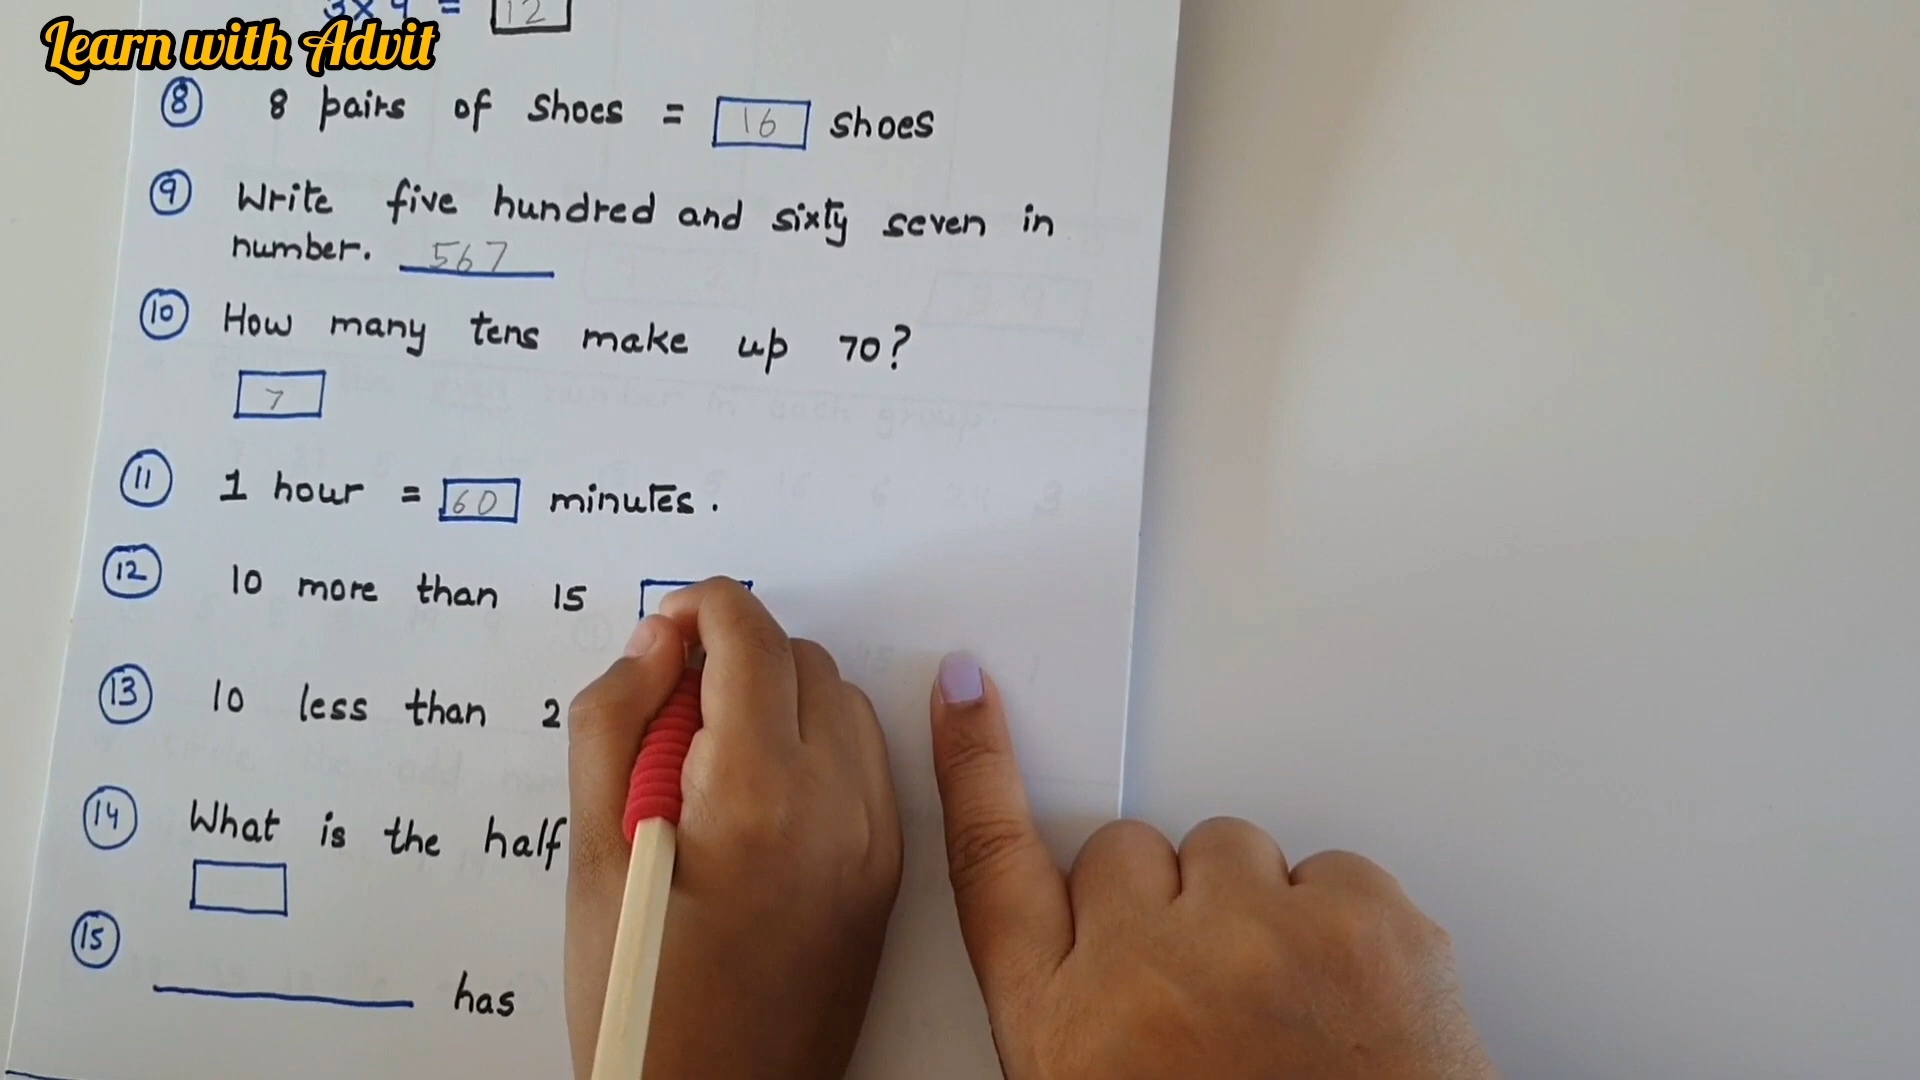 3 x 4 = 12
Learn with Advit
8 8 pairs of shoes = 16 shoes
9 Write five hundred and sixty seven in
number. 567
10 How many tens make up 70?
7
11 1 hour = 60 minutes.
12 10 more than 15
13 10 less than 2
14 What is the half
15
has